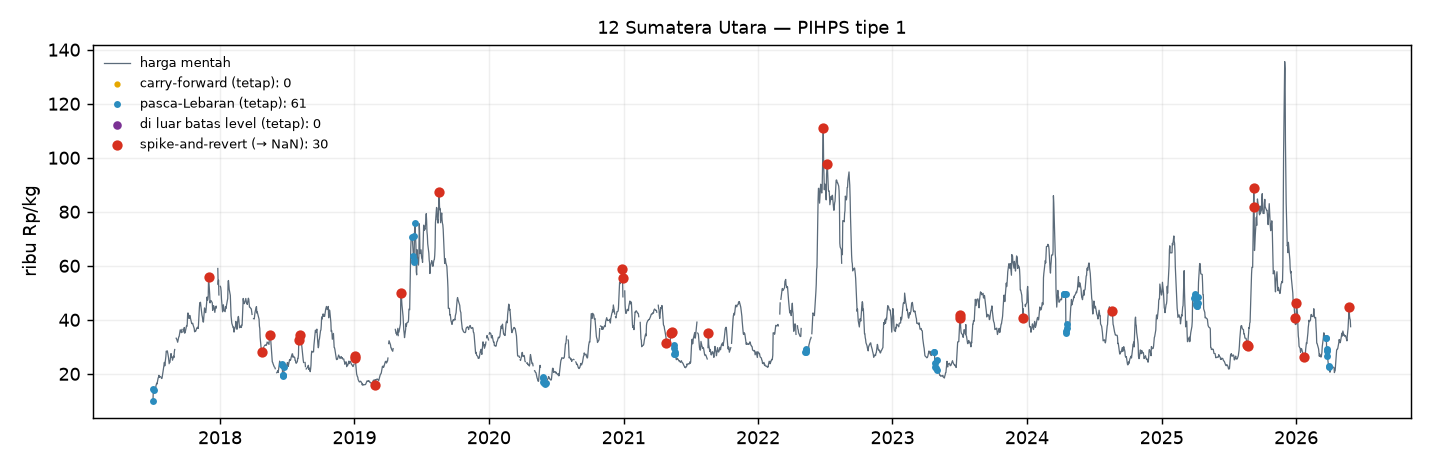 12 Sumatera Utara — PIHPS tipe 1
140
120
100
80
60
40
20
ribu Rp/kg
harga mentah
carry-forward (tetap): 0
pasca-Lebaran (tetap): 61
di luar batas level (tetap): 0
spike-and-revert (→ NaN): 30
2018 2019 2020 2021 2022 2023 2024 2025 2026